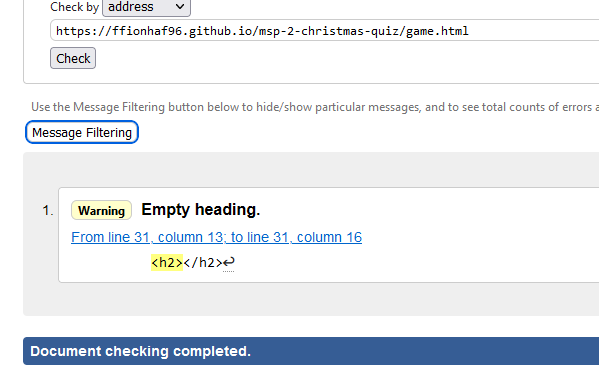 Check by address
https://ffionhaf96.github.io/msp-2-christmas-quiz/game.html
Check
Use the Message Filtering button below to hide/show particular messages, and to see total counts of errors a
Message Filtering
1. Warning Empty heading.
From line 31, column 13; to line 31, column 16
<h2></h2>↩
Document checking completed.